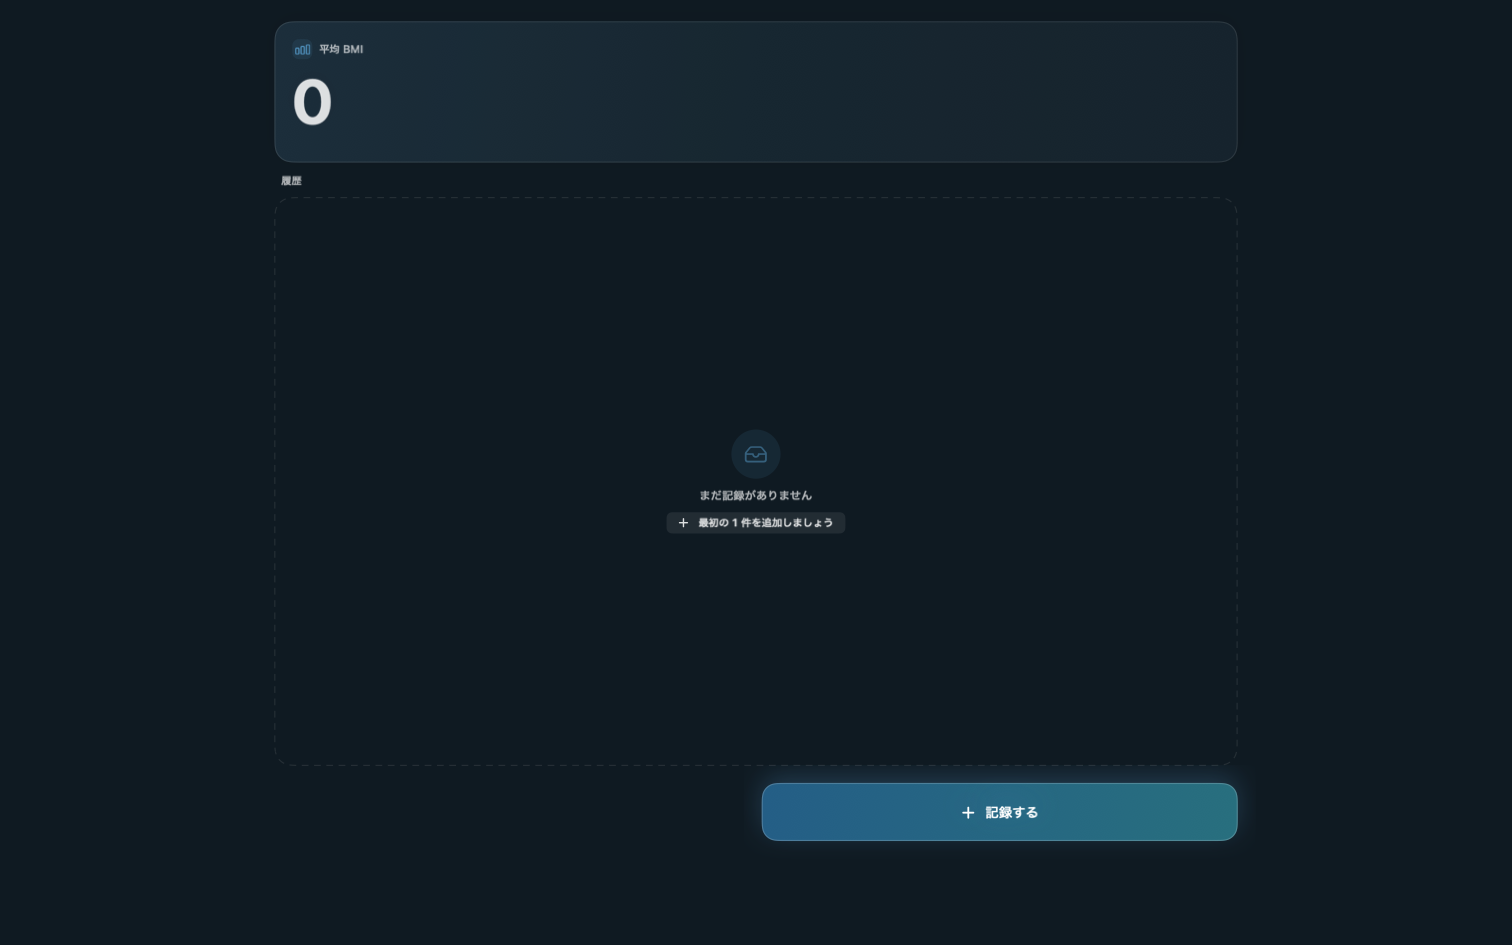 平均 BMI
0
履歴
まだ記録がありません
+ 最初の 1 件を追加しましょう
+ 記録する